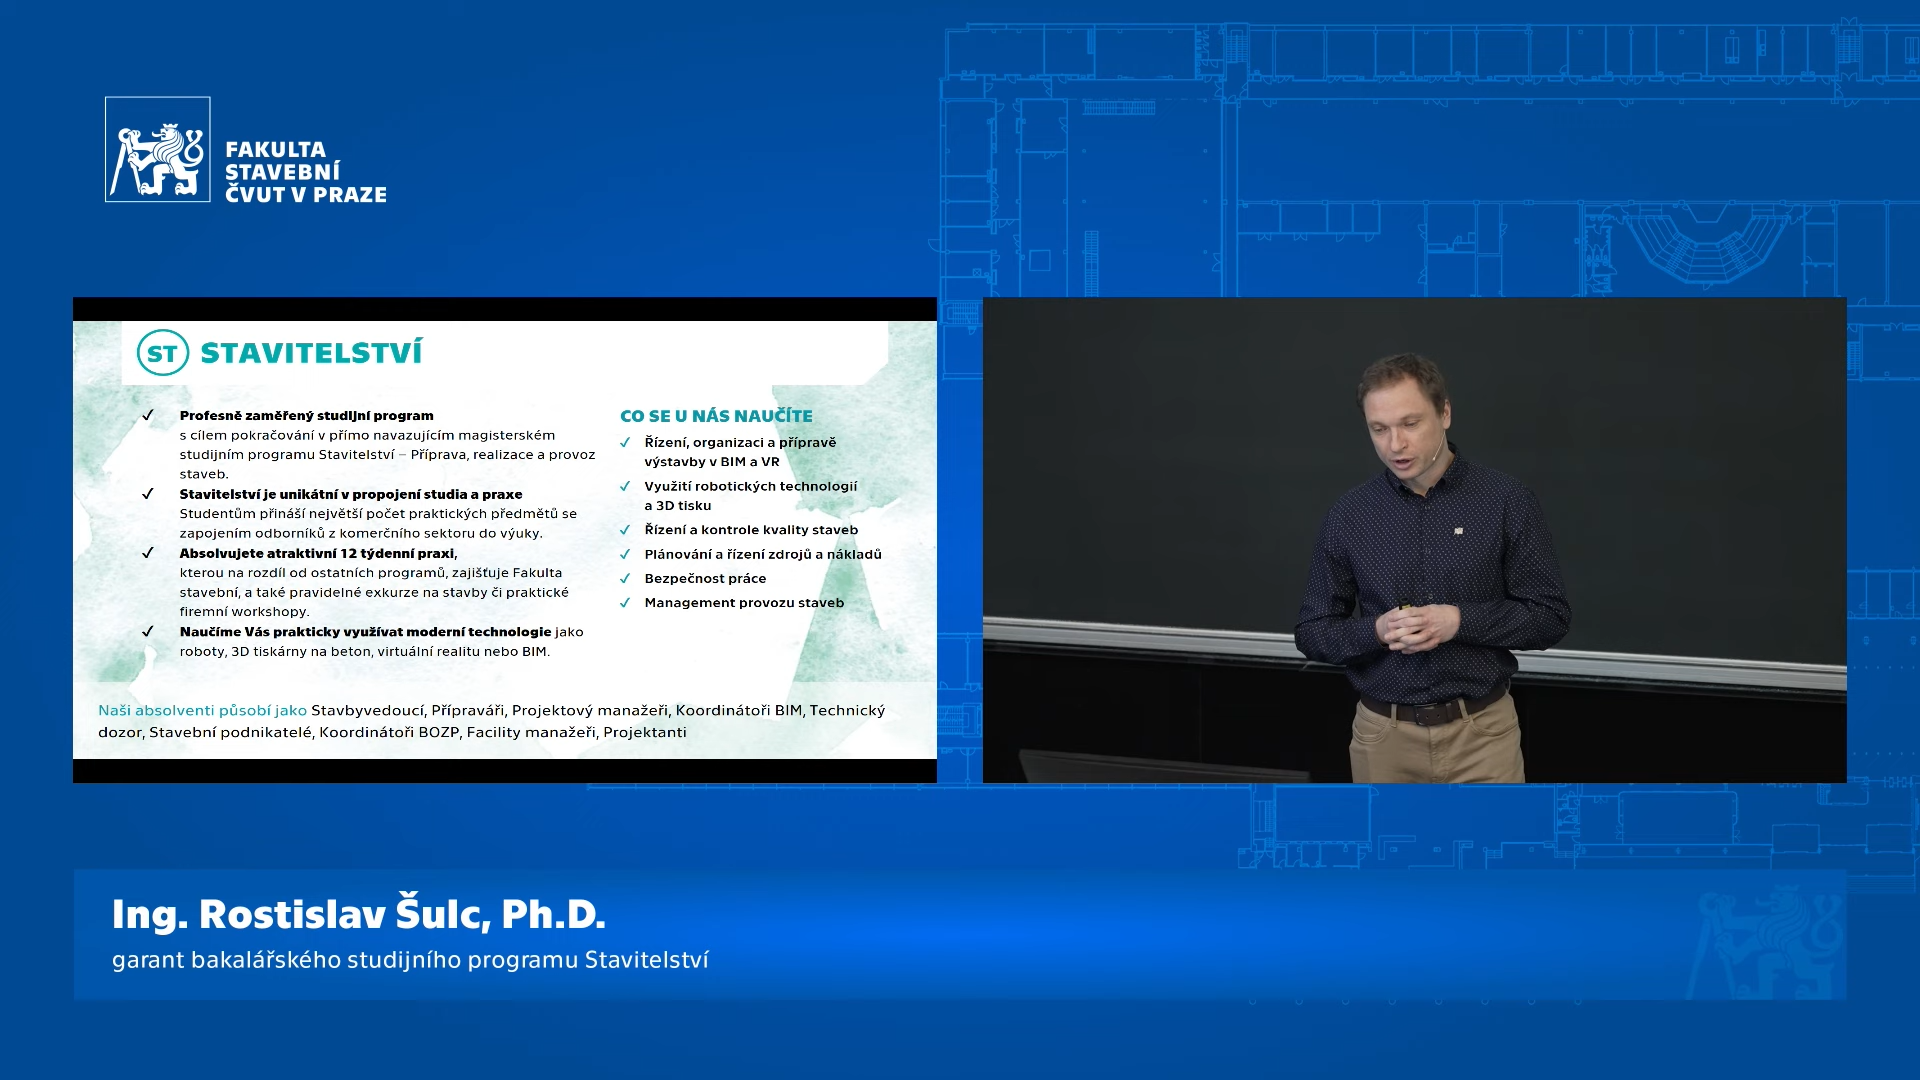 FAKULTA
STAVEBNÍ
ČVUT V PRAZE
ST STAVITELSTVÍ
✓ Profesně zaměřený studijní program
s cílem pokračování v přímo navazujícím magisterském
studijním programu Stavitelství – Příprava, realizace a provoz
staveb.
✓ Stavitelství je unikátní v propojení studia a praxe
Studentům přináší největší počet praktických předmětů se
zapojením odborníků z komerčního sektoru do výuky.
✓ Absolvujete atraktivní 12 týdenní praxi,
kterou na rozdíl od ostatních programů, zajišťuje Fakulta
stavební, a také pravidelné exkurze na stavby či praktické
firemní workshopy.
✓ Naučíme Vás prakticky využívat moderní technologie jako
roboty, 3D tiskárny na beton, virtuální realitu nebo BIM.
CO SE U NÁS NAUČÍTE
✓ Řízení, organizaci a přípravě
výstavby v BIM a VR
✓ Využití robotických technologií
a 3D tisku
✓ Řízení a kontrole kvality staveb
✓ Plánování a řízení zdrojů a nákladů
✓ Bezpečnost práce
✓ Management provozu staveb
Naši absolventi působí jako Stavbyvedoucí, Přípraváři, Projektový manažeři, Koordinátoři BIM, Technický
dozor, Stavební podnikatelé, Koordinátoři BOZP, Facility manažeři, Projektanti
Ing. Rostislav Šulc, Ph.D.
garant bakalářského studijního programu Stavitelství